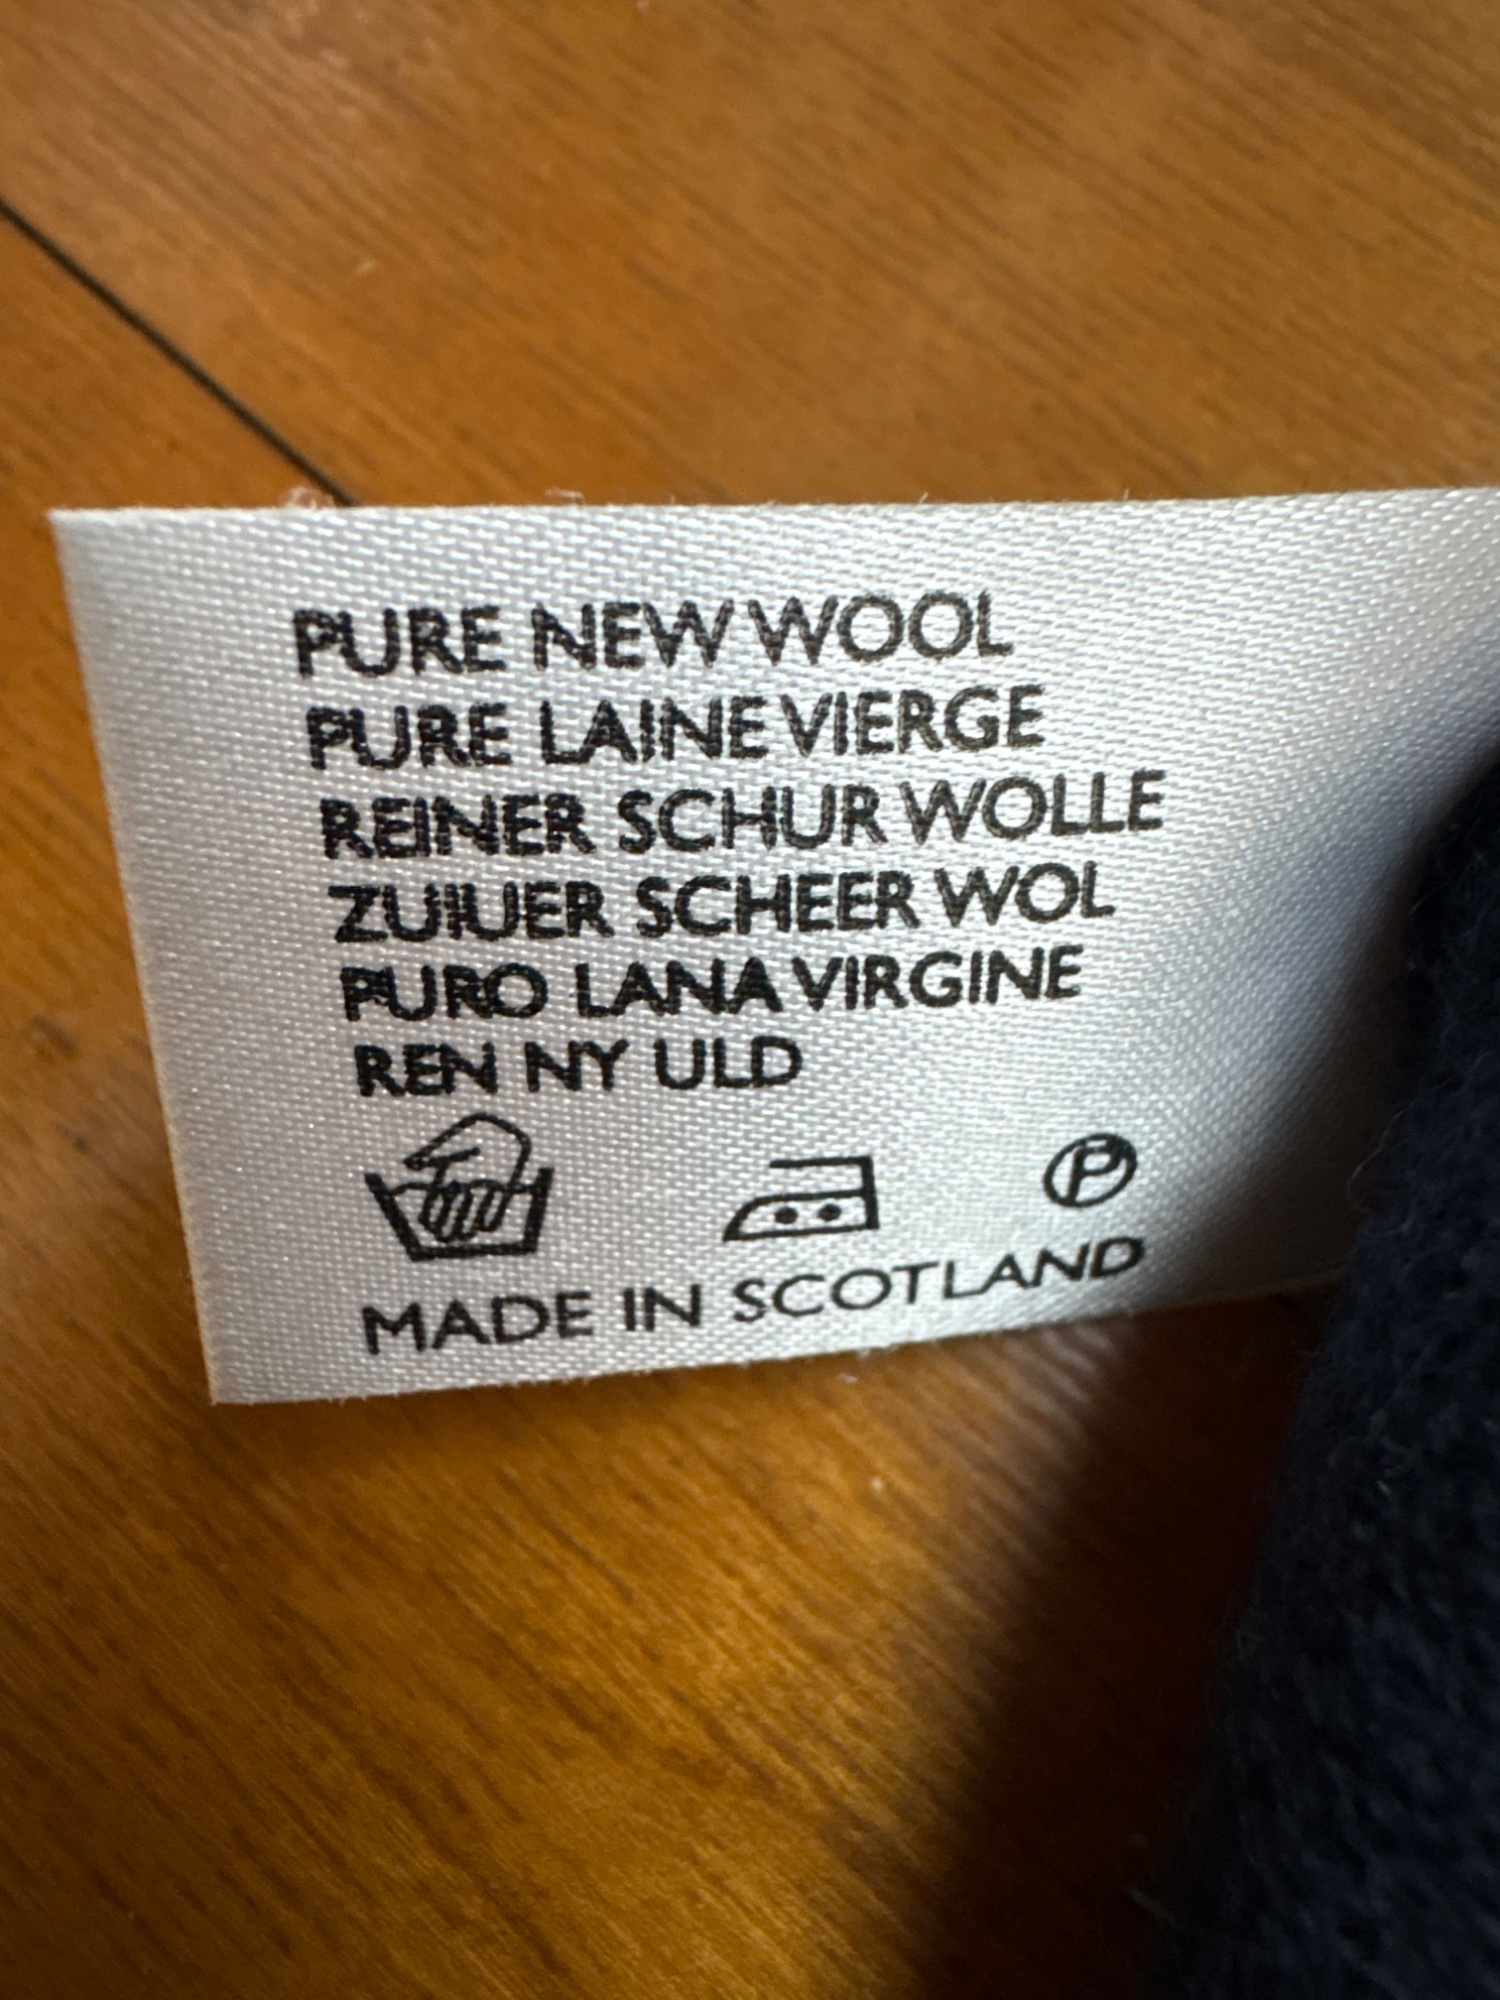 PURE NEW WOOL
PURE LAINE VIERGE
REINER SCHUR WOLLE
ZUIUER SCHEER WOL
PURO LANA VIRGINE
REN NY ULD
P
MADE IN SCOTLAND